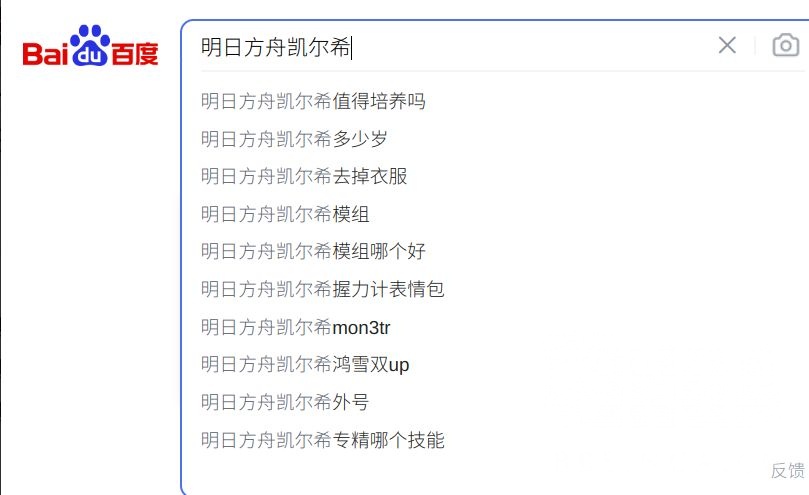 Bai du 百度 明日方舟凯尔希
明日方舟凯尔希值得培养吗
明日方舟凯尔希多少岁
明日方舟凯尔希去掉衣服
明日方舟凯尔希模组
明日方舟凯尔希模组哪个好
明日方舟凯尔希握力计表情包
明日方舟凯尔希mon3tr
明日方舟凯尔希鸿雪双up
明日方舟凯尔希外号
明日方舟凯尔希专精哪个技能
反馈